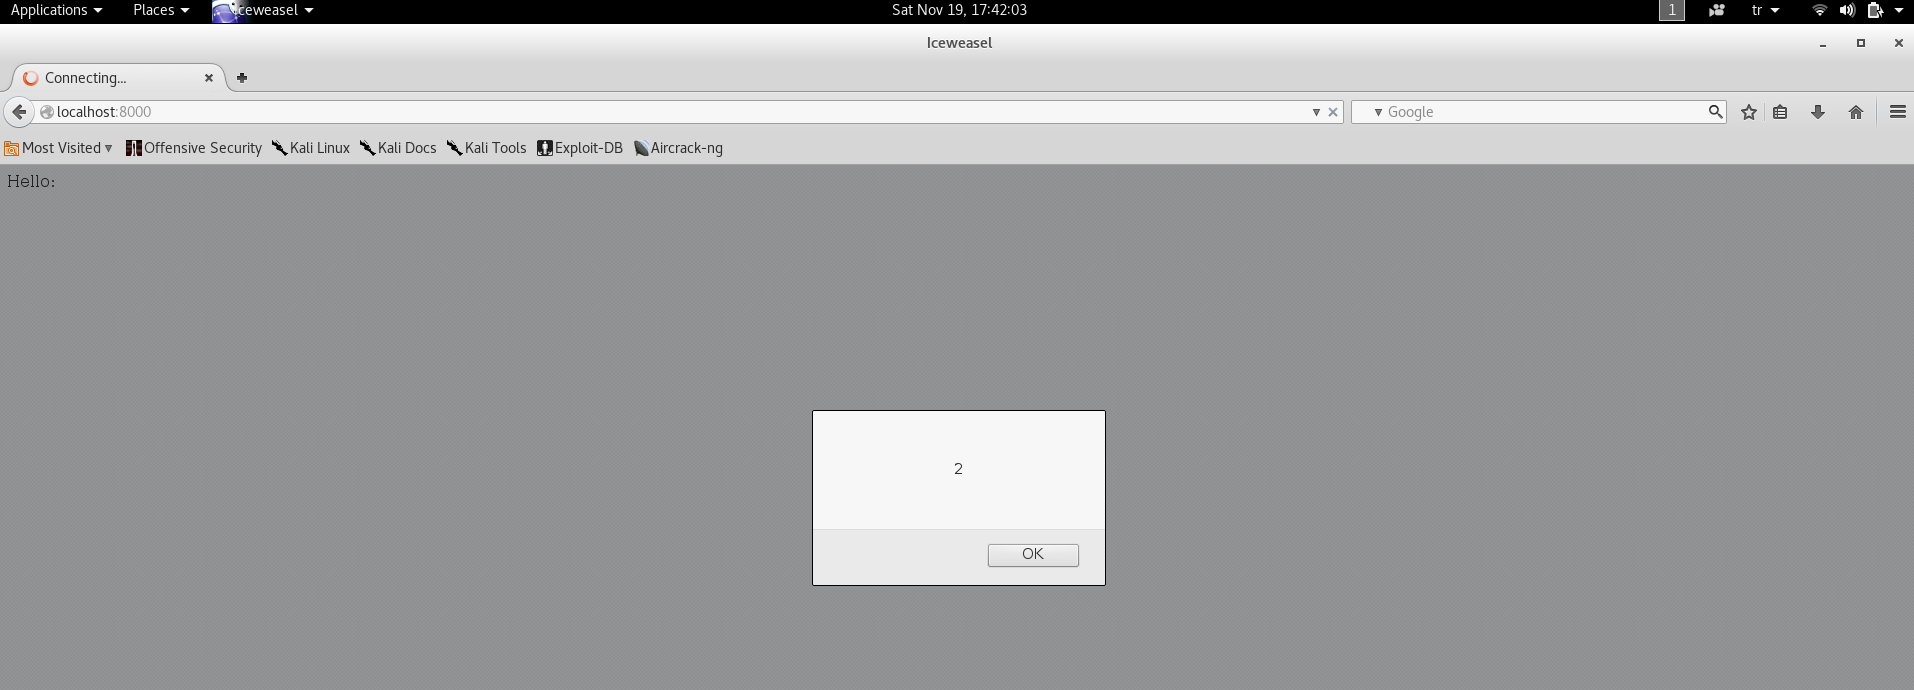 Applications Places Iceweasel Sat Nov 19, 17:42:03 1 tr
Iceweasel
Connecting...
localhost:8000 Google
Most Visited Offensive Security Kali Linux Kali Docs Kali Tools Exploit-DB Aircrack-ng
Hello:
2
OK